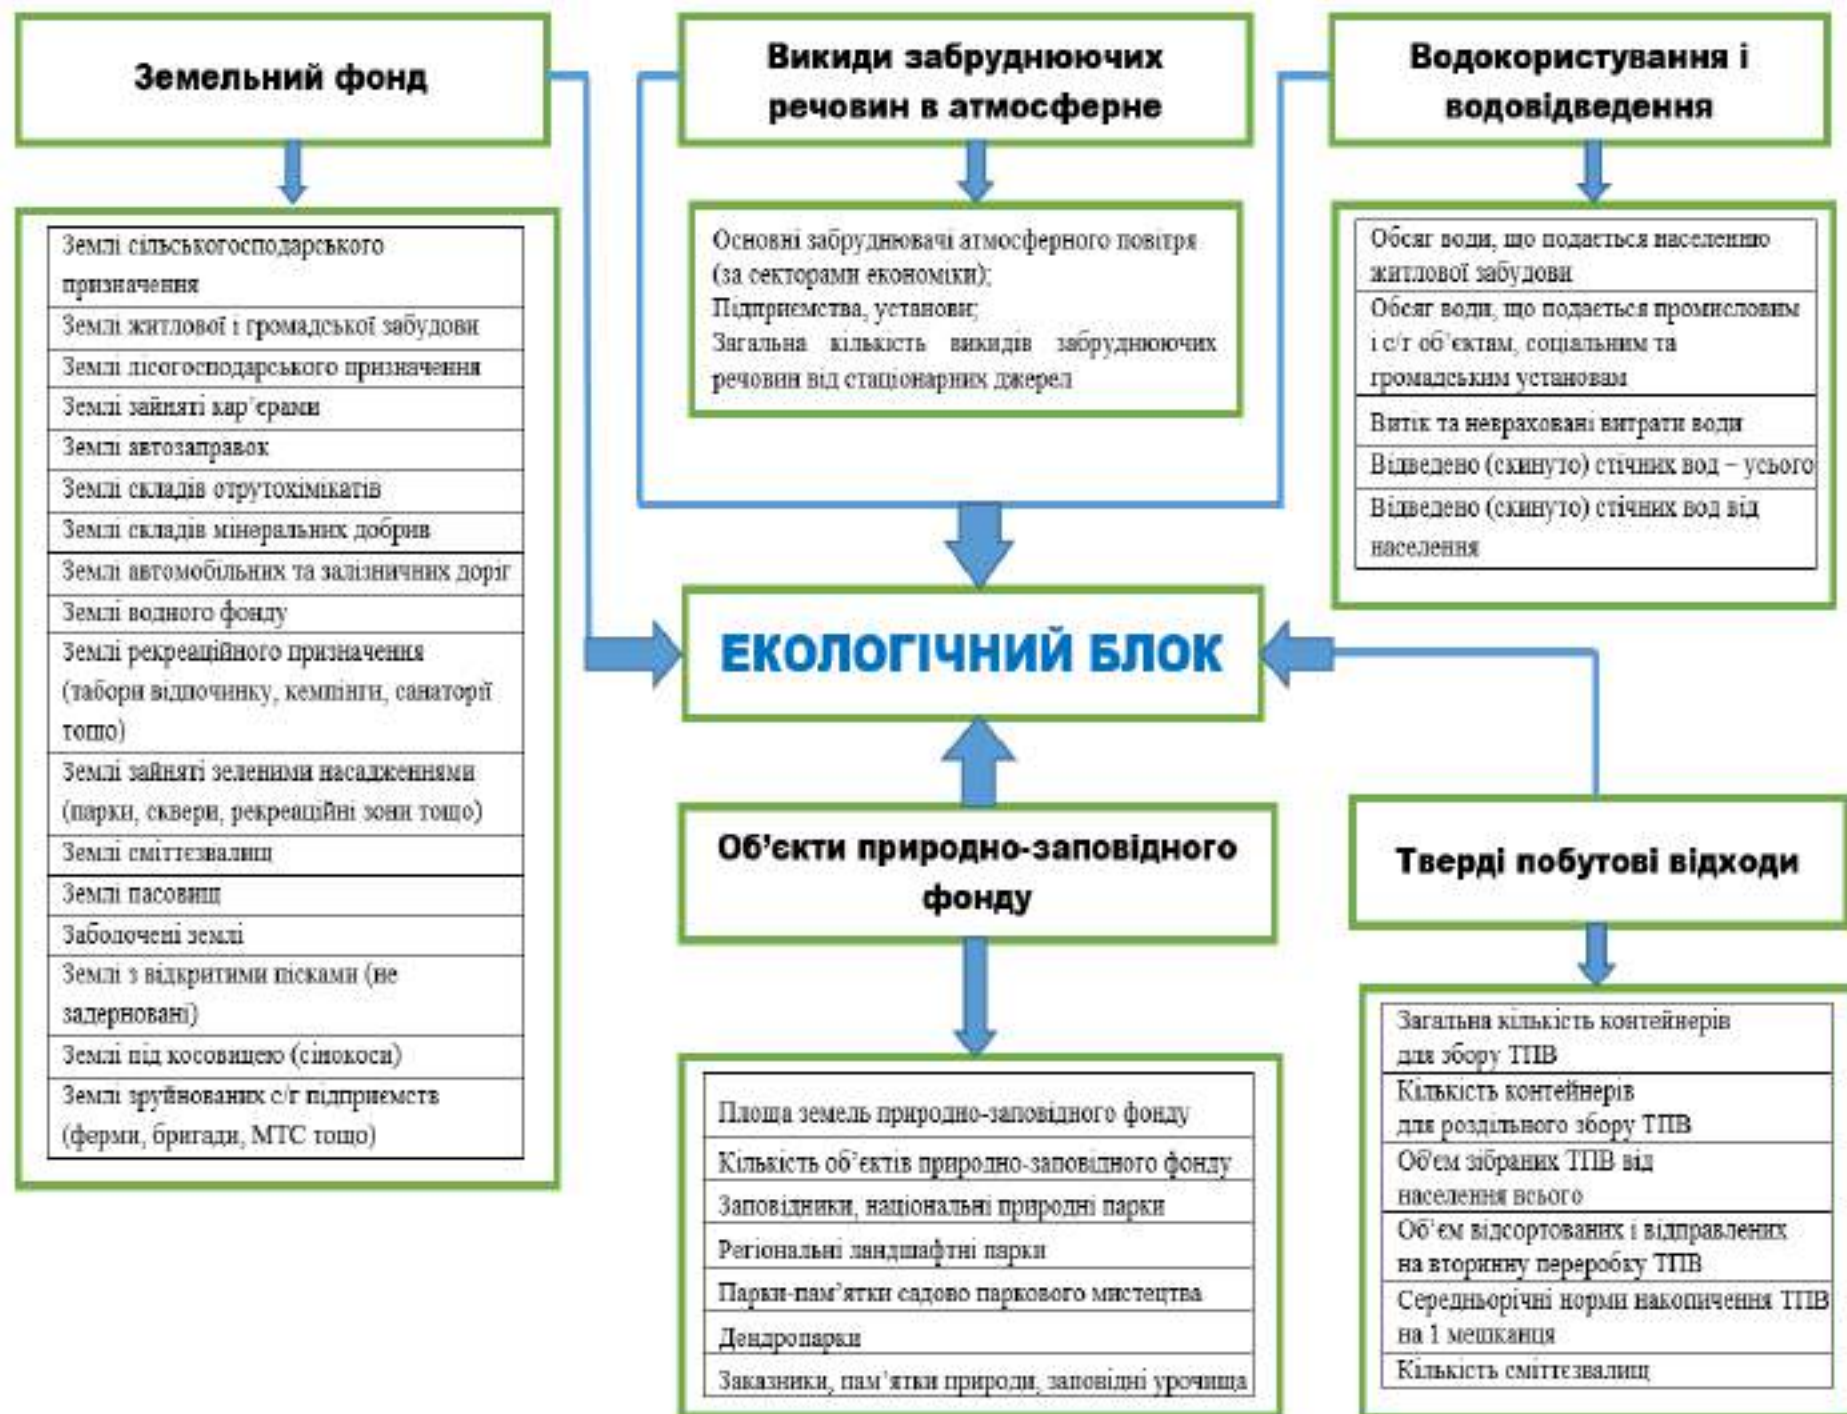 Земельний фонд
Землі сільськогосподарського
призначення
Землі житлової і громадської забудови
Землі лісогосподарського призначення
Землі зайняті кар’єрами
Землі автозаправок
Землі складів отрутохімікатів
Землі складів мінеральних добрив
Землі автомобільних та залізничних доріг
Землі водного фонду
Землі рекреаційного призначення
(табори відпочинку, кемпінги, санаторії
тощо)
Землі зайняті зеленими насадженнями
(парки, сквери, рекреаційні зони тощо)
Землі сміттєзвалищ
Землі пасовищ
Заболочені землі
Землі з відкритими пісками (не
задерновані)
Землі під косовицею (сінокоси)
Землі зруйнованих с/г підприємств
(ферми, бригади, МТС тощо)
Викиди забруднюючих
речовин в атмосферне
Основні забруднювачі атмосферного повітря
(за секторами економіки);
Підприємства, установи;
Загальна кількість викидів забруднюючих
речовин від стаціонарних джерел
Водокористування і
водовідведення
Обсяг води, що подається населенню
житлової забудови
Обсяг води, що подається промисловим
і с/г об’єктам, соціальним та
громадським установам
Витік та невраховані витрати води
Відведено (скинуто) стічних вод – усього
Відведено (скинуто) стічних вод від
населення
ЕКОЛОГІЧНИЙ БЛОК
Об’єкти природно-заповідного
фонду
Площа земель природно-заповідного фонду
Кількість об’єктів природно-заповідного фонду
Заповідники, національні природні парки
Регіональні ландшафтні парки
Парки-пам’ятки садово паркового мистецтва
Дендропарки
Заказники, пам’ятки природи, заповідні урочища
Тверді побутові відходи
Загальна кількість контейнерів
для збору ТПВ
Кількість контейнерів
для роздільного збору ТПВ
Об'єм зібраних ТПВ від
населення всього
Об’єм відсортованих і відправлених
на вторинну переробку ТПВ
Середньорічні норми накопичення ТПВ
на 1 мешканця
Кількість сміттєзвалищ